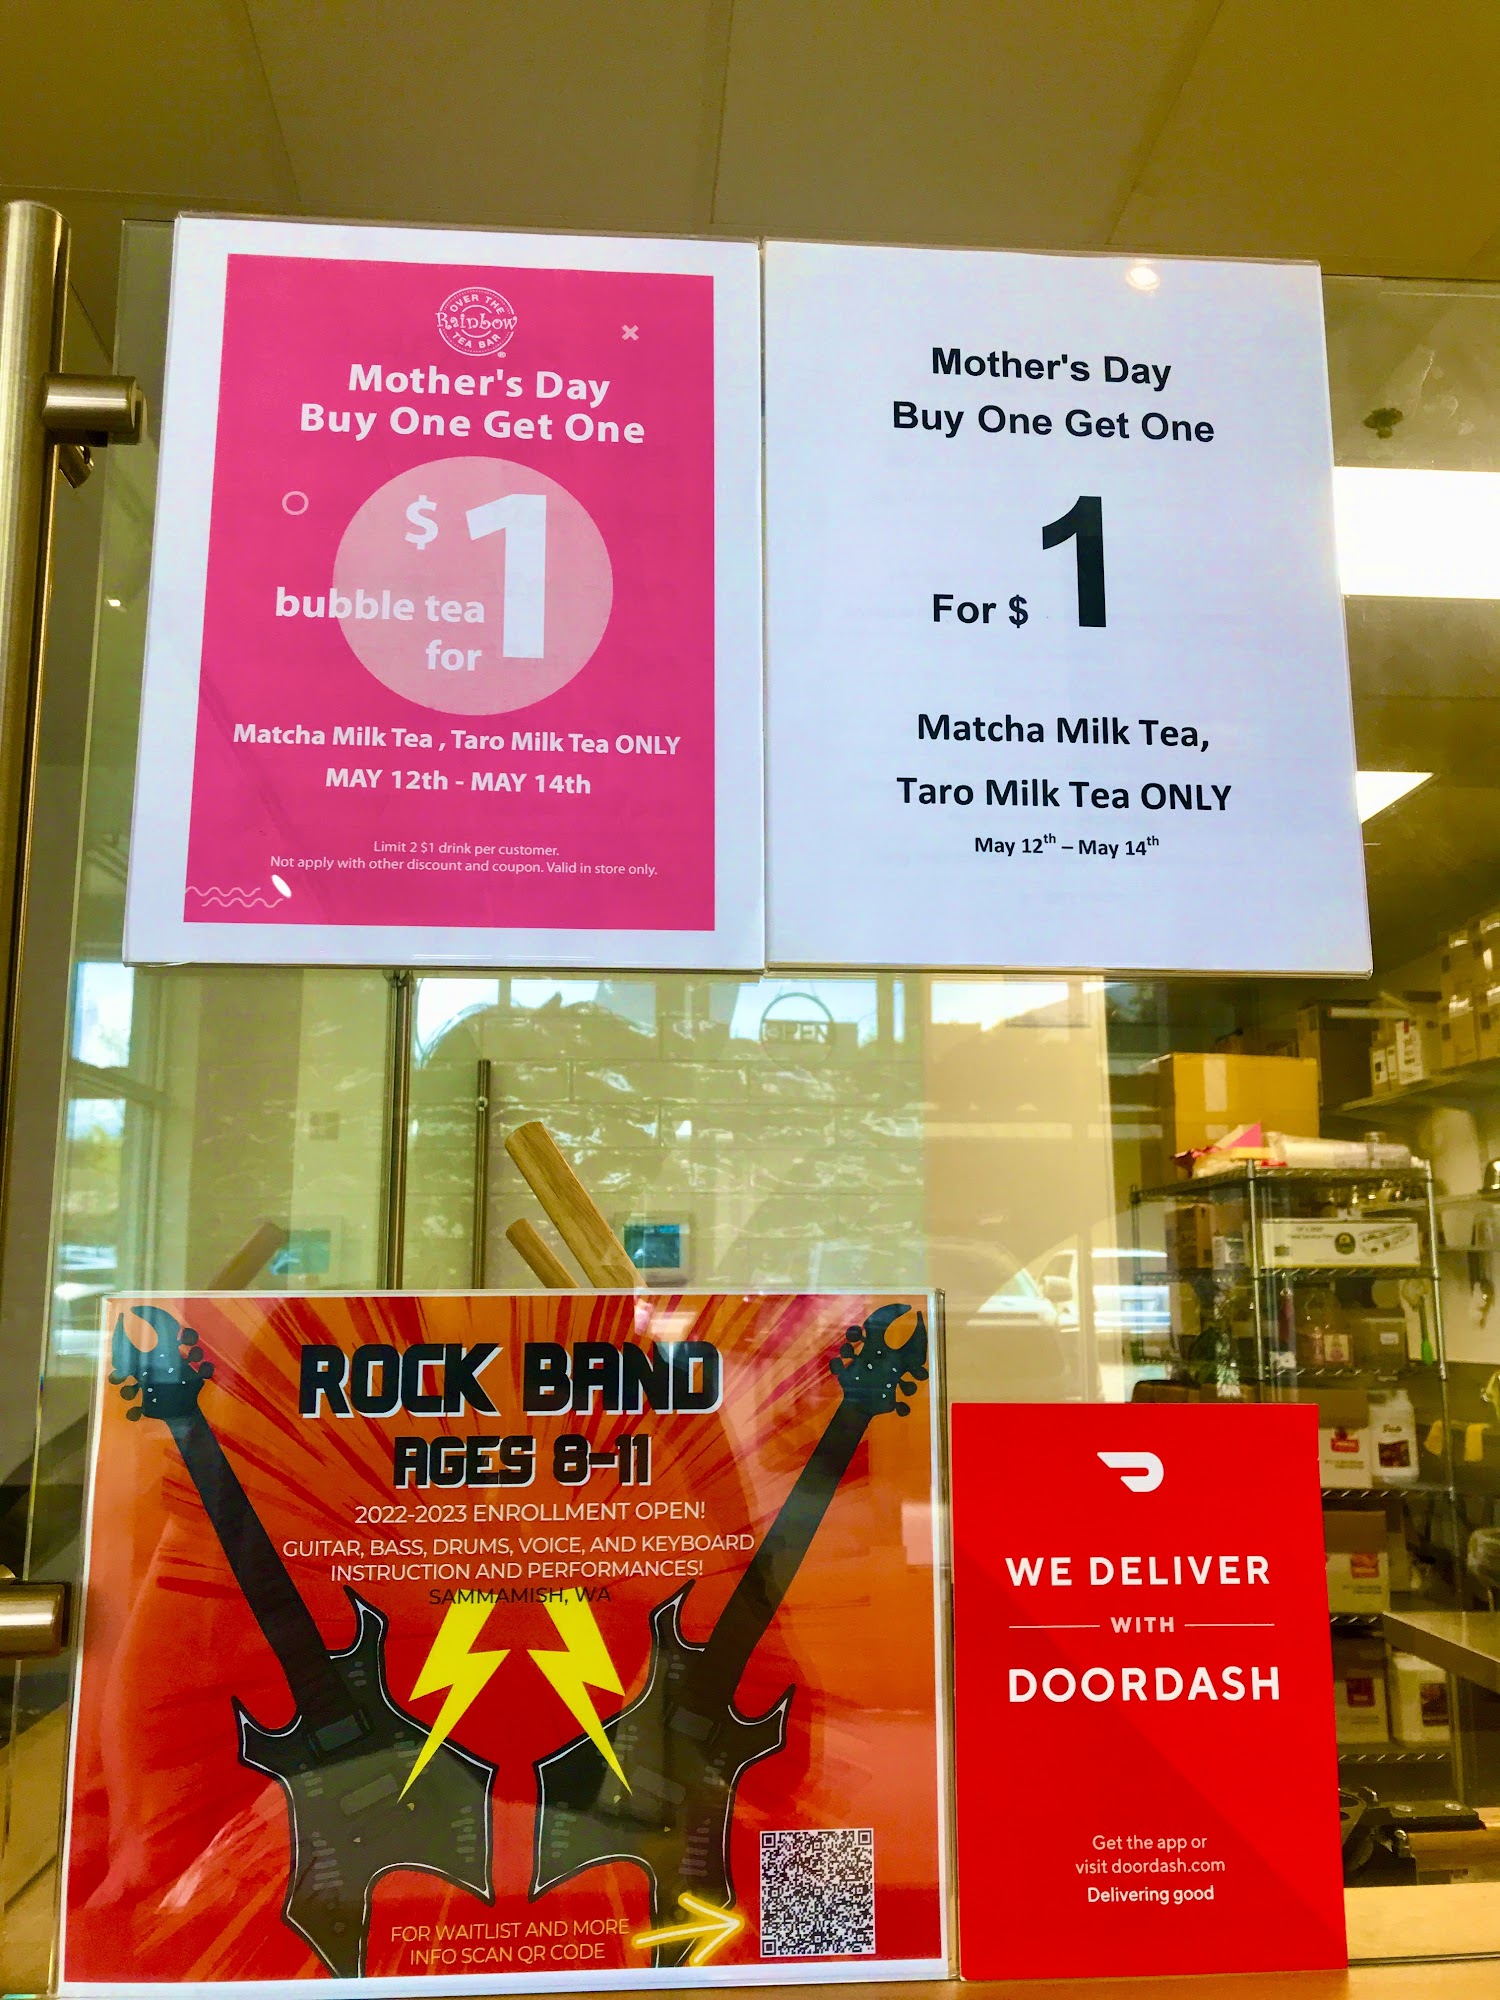 OVER THE
Rainbow
TEA BAR
®
Mother's Day
Buy One Get One
$1
bubble tea
for
Matcha Milk Tea , Taro Milk Tea ONLY
MAY 12th - MAY 14th
Limit 2 $1 drink per customer.
Not apply with other discount and coupon. Valid in store only.
Mother's Day
Buy One Get One
For $ 1
Matcha Milk Tea,
Taro Milk Tea ONLY
May 12th – May 14th
OPEN
ROCK BAND
AGES 8-11
2022-2023 ENROLLMENT OPEN!
GUITAR, BASS, DRUMS, VOICE, AND KEYBOARD
INSTRUCTION AND PERFORMANCES!
SAMMAMISH, WA
FOR WAITLIST AND MORE
INFO SCAN QR CODE
WE DELIVER
WITH
DOORDASH
Get the app or
visit doordash.com
Delivering good